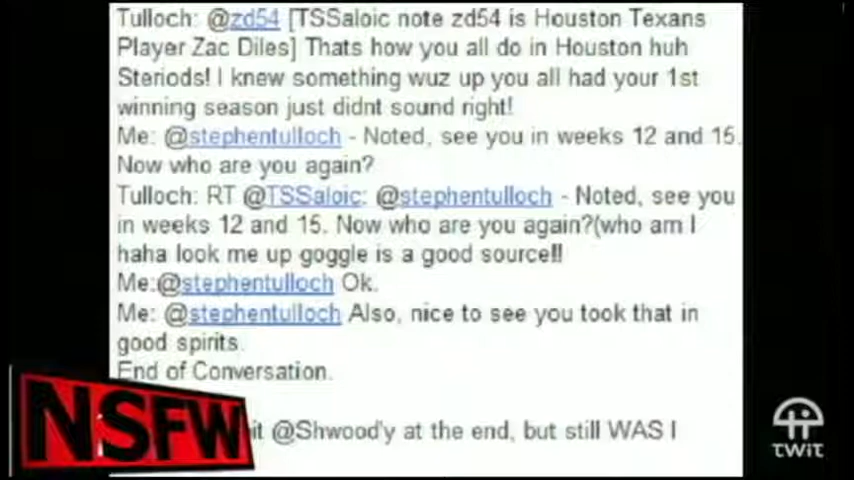 Tulloch: @zd54 [TSSaloic note zd54 is Houston Texans
Player Zac Diles] Thats how you all do in Houston huh
Steriods! I knew something wuz up you all had your 1st
winning season just didnt sound right!
Me: @stephentulloch - Noted, see you in weeks 12 and 15.
Now who are you again?
Tulloch: RT @TSSaloic: @stephentulloch - Noted, see you
in weeks 12 and 15. Now who are you again?(who am I
haha look me up goggle is a good source!!
Me:@stephentulloch Ok.
Me: @stephentulloch Also, nice to see you took that in
good spirits.
End of Conversation.
@Shwood'y at the end, but still WAS I
NSFW
TWiT